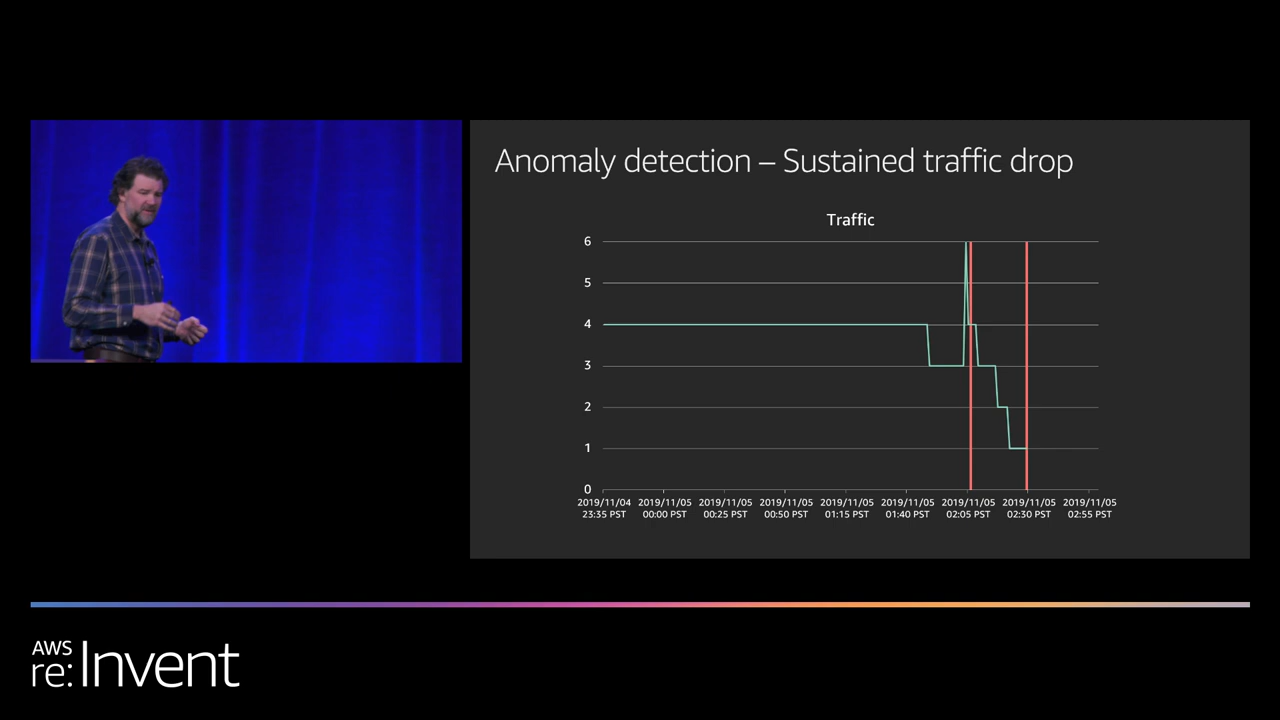 Anomaly detection – Sustained traffic drop
Traffic
6
5
4
3
2
1
0
2019/11/04 2019/11/05 2019/11/05 2019/11/05 2019/11/05 2019/11/05 2019/11/05 2019/11/05 2019/11/05
23:35 PST 00:00 PST 00:25 PST 00:50 PST 01:15 PST 01:40 PST 02:05 PST 02:30 PST 02:55 PST
AWS
re:Invent